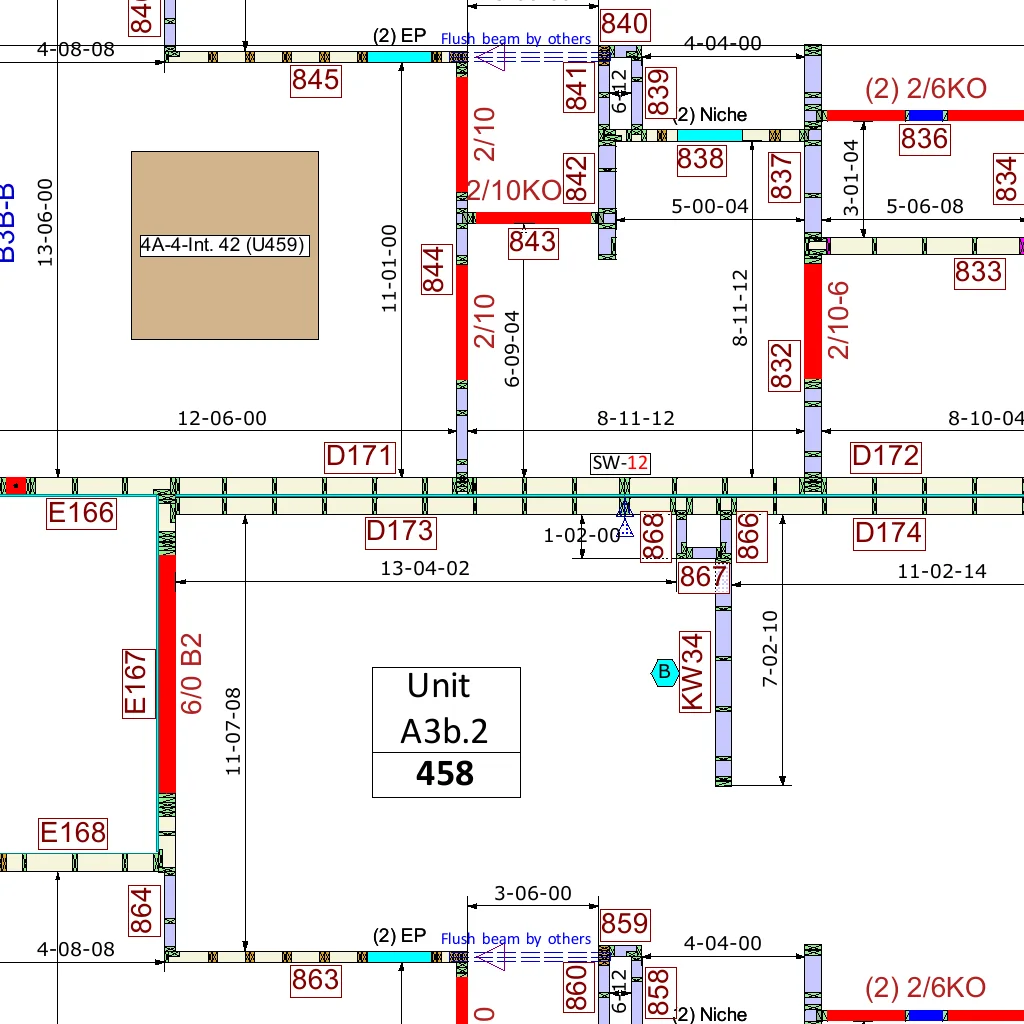 840
(2) EP
Flush beam by others
4-04-00
4-08-08
845
841
6-12
839
(2) Niche
(2) 2/6KO
836
2/10
838
837
834
3-01-04
B3B-B
13-06-00
2/10KO
842
5-00-04
5-06-08
4A-4-Int. 42 (U459)
11-01-00
844
843
833
2/10
6-09-04
8-11-12
2/10-6
832
12-06-00
8-11-12
8-10-04
D171
SW-12
D172
E166
D173
1-02-00
868
866
D174
13-04-02
867
11-02-14
E167
6/0 B2
11-07-08
B
KW34
7-02-10
Unit
A3b.2
458
E168
3-06-00
864
859
(2) EP
Flush beam by others
4-04-00
4-08-08
863
860
6-12
858
(2) 2/6KO
(2) Niche